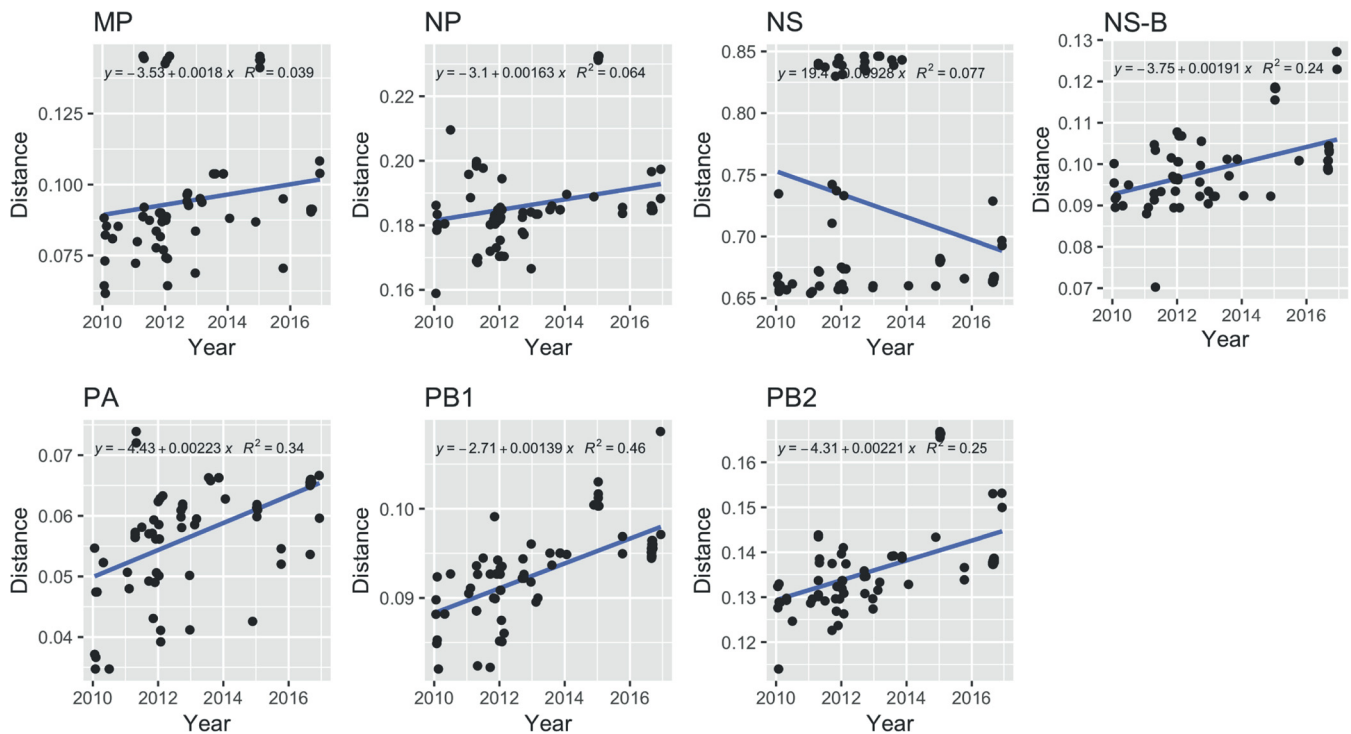 MP
y = −3.53 + 0.0018 x R² = 0.039
0.125
0.100
0.075
2010 2012 2014 2016
Year
Distance
NP
y = −3.1 + 0.00163 x R² = 0.064
0.22
0.20
0.18
0.16
2010 2012 2014 2016
Year
Distance
NS
y = 19.4 0.00928 x R² = 0.077
0.85
0.80
0.75
0.70
0.65
2010 2012 2014 2016
Year
Distance
NS-B
y = −3.75 + 0.00191 x R² = 0.24
0.13
0.12
0.11
0.10
0.09
0.08
0.07
2010 2012 2014 2016
Year
Distance
PA
y = −4.43 + 0.00223 x R² = 0.34
0.07
0.06
0.05
0.04
2010 2012 2014 2016
Year
Distance
PB1
y = −2.71 + 0.00139 x R² = 0.46
0.10
0.09
2010 2012 2014 2016
Year
Distance
PB2
y = −4.31 + 0.00221 x R² = 0.25
0.16
0.15
0.14
0.13
0.12
2010 2012 2014 2016
Year
Distance